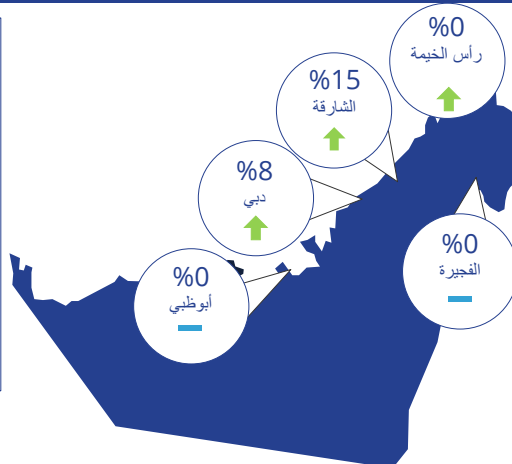 %0
رأس الخيمة
%15
الشارقة
%8
دبي
%0
الفجيرة
%0
أبوظبي